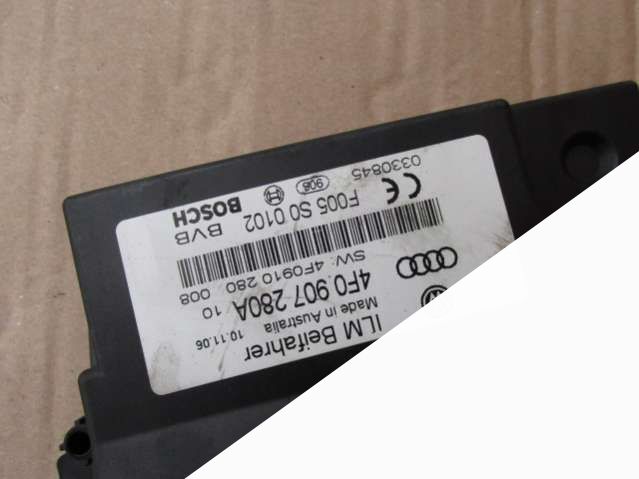 ILM Beifahrer
Made in Australia 10.11.06
4F0 907 280A 10
SW: 4F0910 280 008
F005 S0 0102 BVB
908 BOSCH
0330845